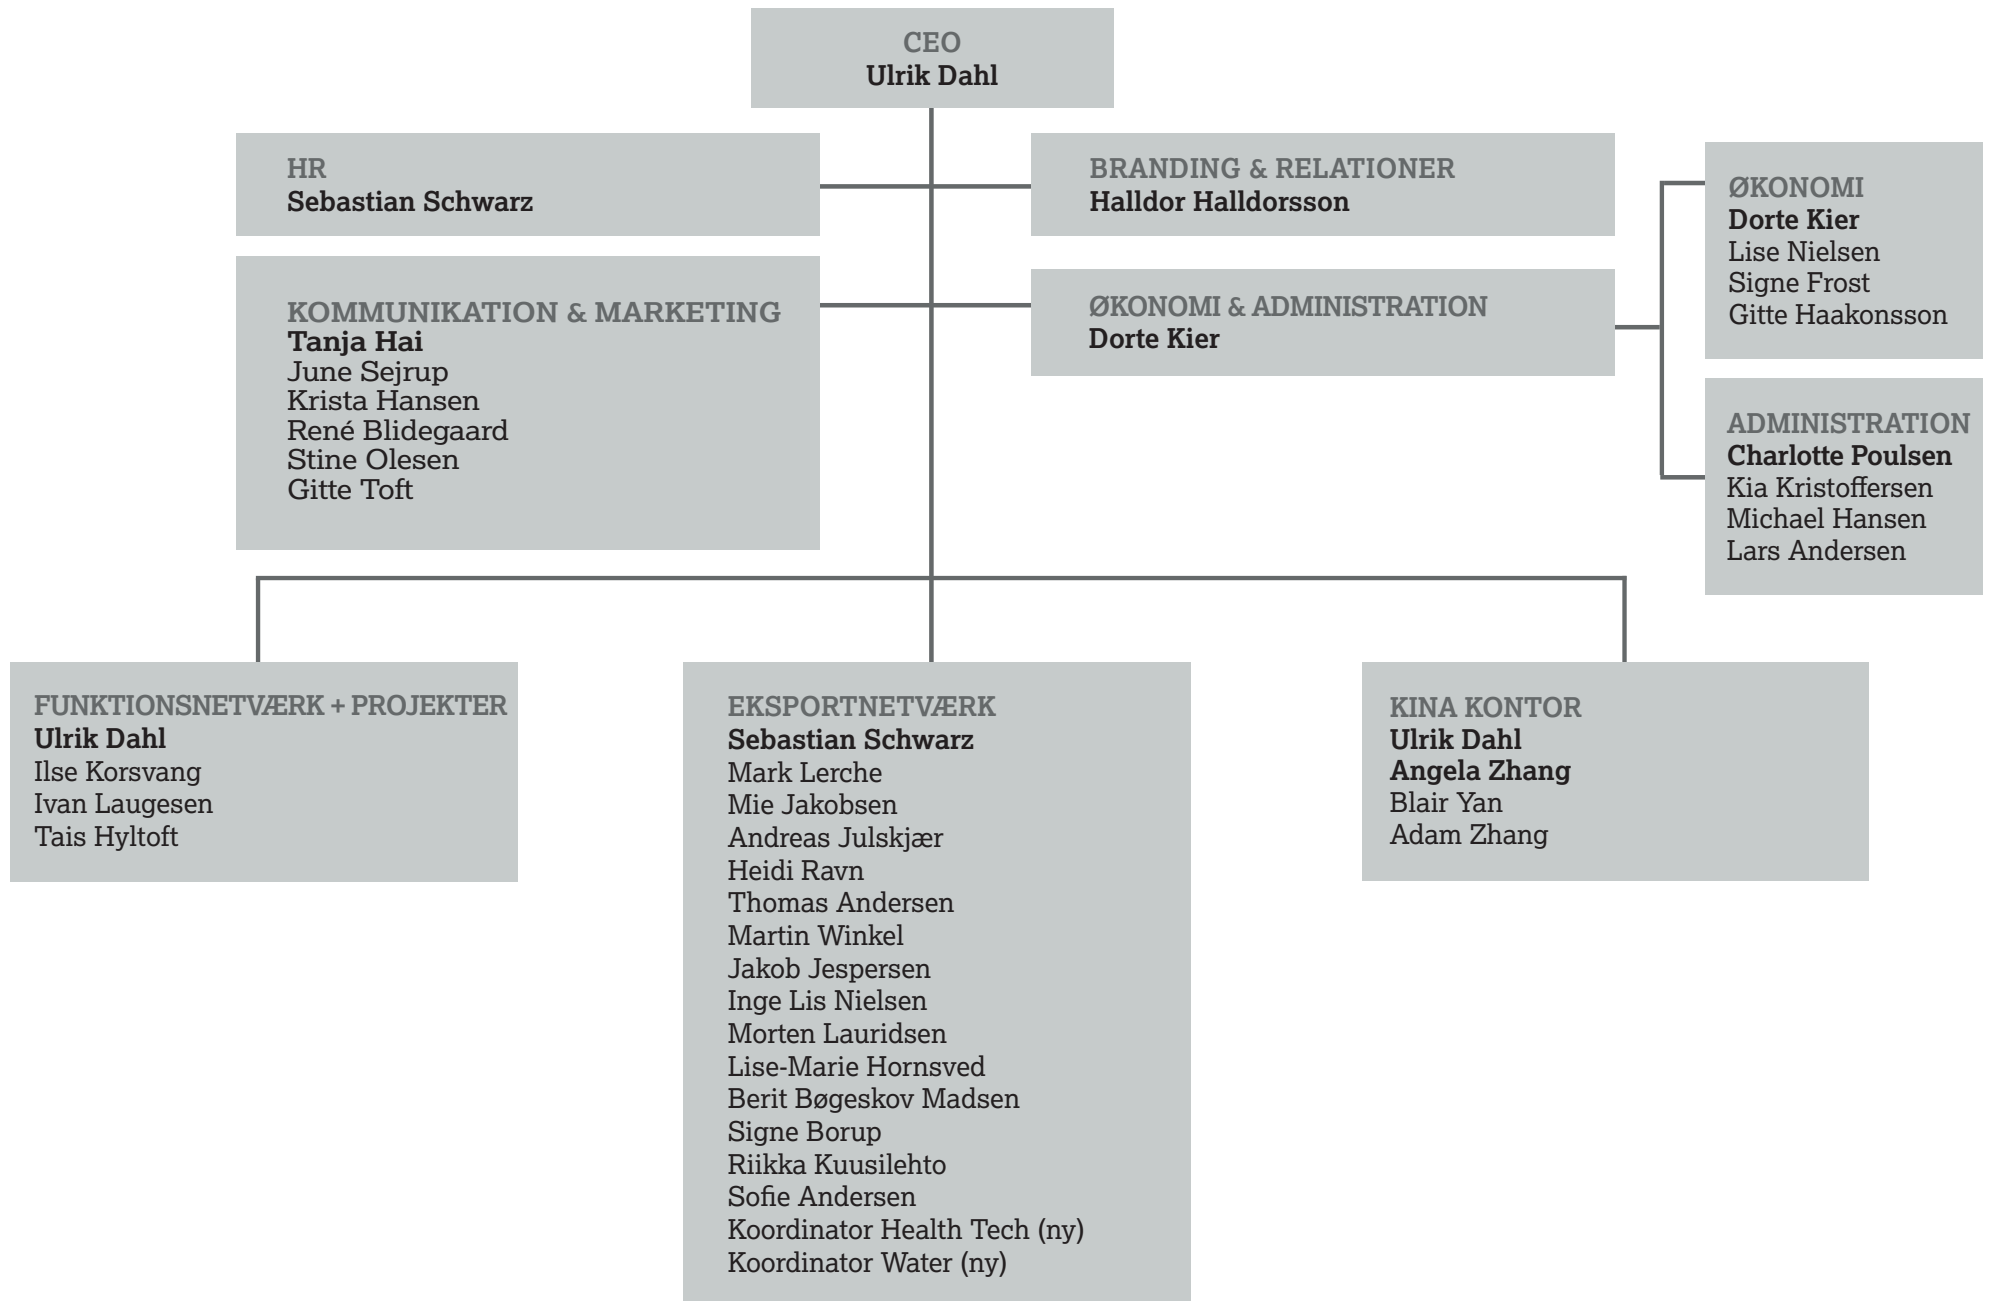 CEO
Ulrik Dahl
HR
Sebastian Schwarz
BRANDING & RELATIONER
Halldor Halldorsson
KOMMUNIKATION & MARKETING
Tanja Hai
June Sejrup
Krista Hansen
René Blidegaard
Stine Olesen
Gitte Toft
ØKONOMI & ADMINISTRATION
Dorte Kier
ØKONOMI
Dorte Kier
Lise Nielsen
Signe Frost
Gitte Haakonsson
ADMINISTRATION
Charlotte Poulsen
Kia Kristoffersen
Michael Hansen
Lars Andersen
FUNKTIONSNETVÆRK + PROJEKTER
Ulrik Dahl
Ilse Korsvang
Ivan Laugesen
Tais Hyltoft
EKSPORTNETVÆRK
Sebastian Schwarz
Mark Lerche
Mie Jakobsen
Andreas Julskjær
Heidi Ravn
Thomas Andersen
Martin Winkel
Jakob Jespersen
Inge Lis Nielsen
Morten Lauridsen
Lise-Marie Hornsved
Berit Bøgeskov Madsen
Signe Borup
Riikka Kuusilehto
Sofie Andersen
Koordinator Health Tech (ny)
Koordinator Water (ny)
KINA KONTOR
Ulrik Dahl
Angela Zhang
Blair Yan
Adam Zhang